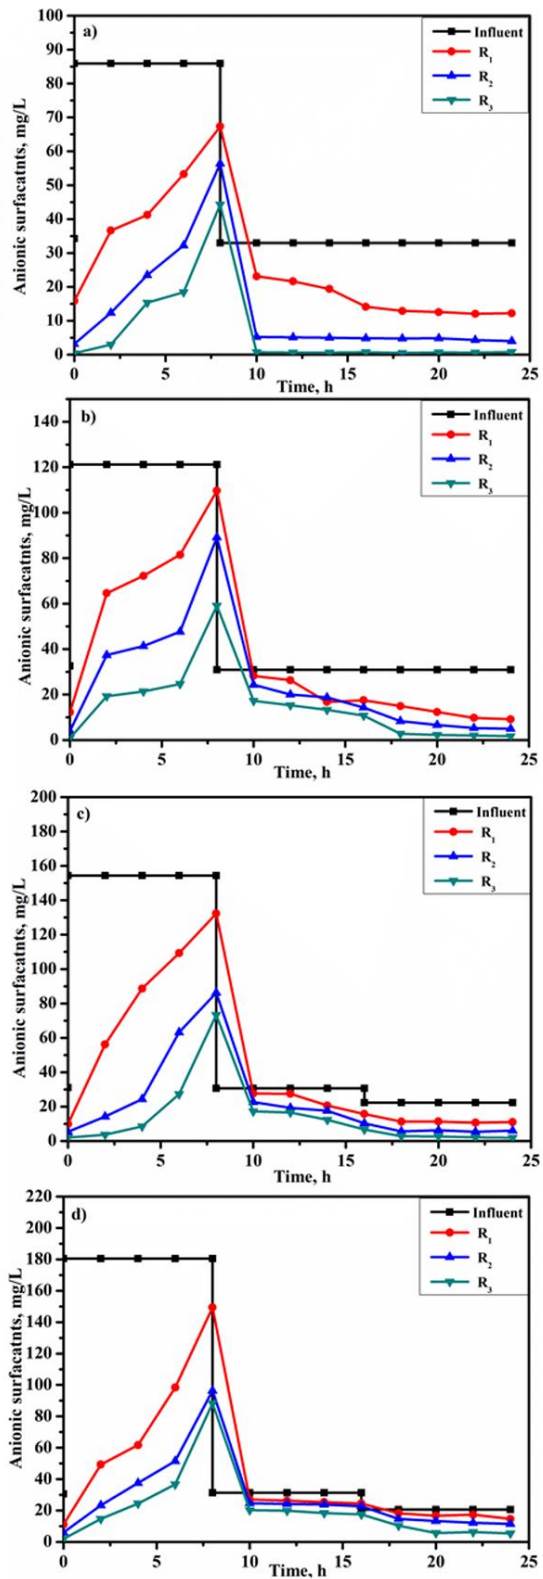 a)
Influent
R1
R2
R3
100
90
80
70
60
50
40
30
20
10
0
Anionic surfacatnts, mg/L
0 5 10 15 20 25
Time, h
b)
Influent
R1
R2
R3
140
120
100
80
60
40
20
0
Anionic surfacatnts, mg/L
0 5 10 15 20 25
Time, h
c)
Influent
R1
R2
R3
200
180
160
140
120
100
80
60
40
20
0
Anionic surfacatnts, mg/L
0 5 10 15 20 25
Time, h
d)
Influent
R1
R2
R3
220
200
180
160
140
120
100
80
60
40
20
0
Anionic surfacatnts, mg/L
0 5 10 15 20 25
Time, h